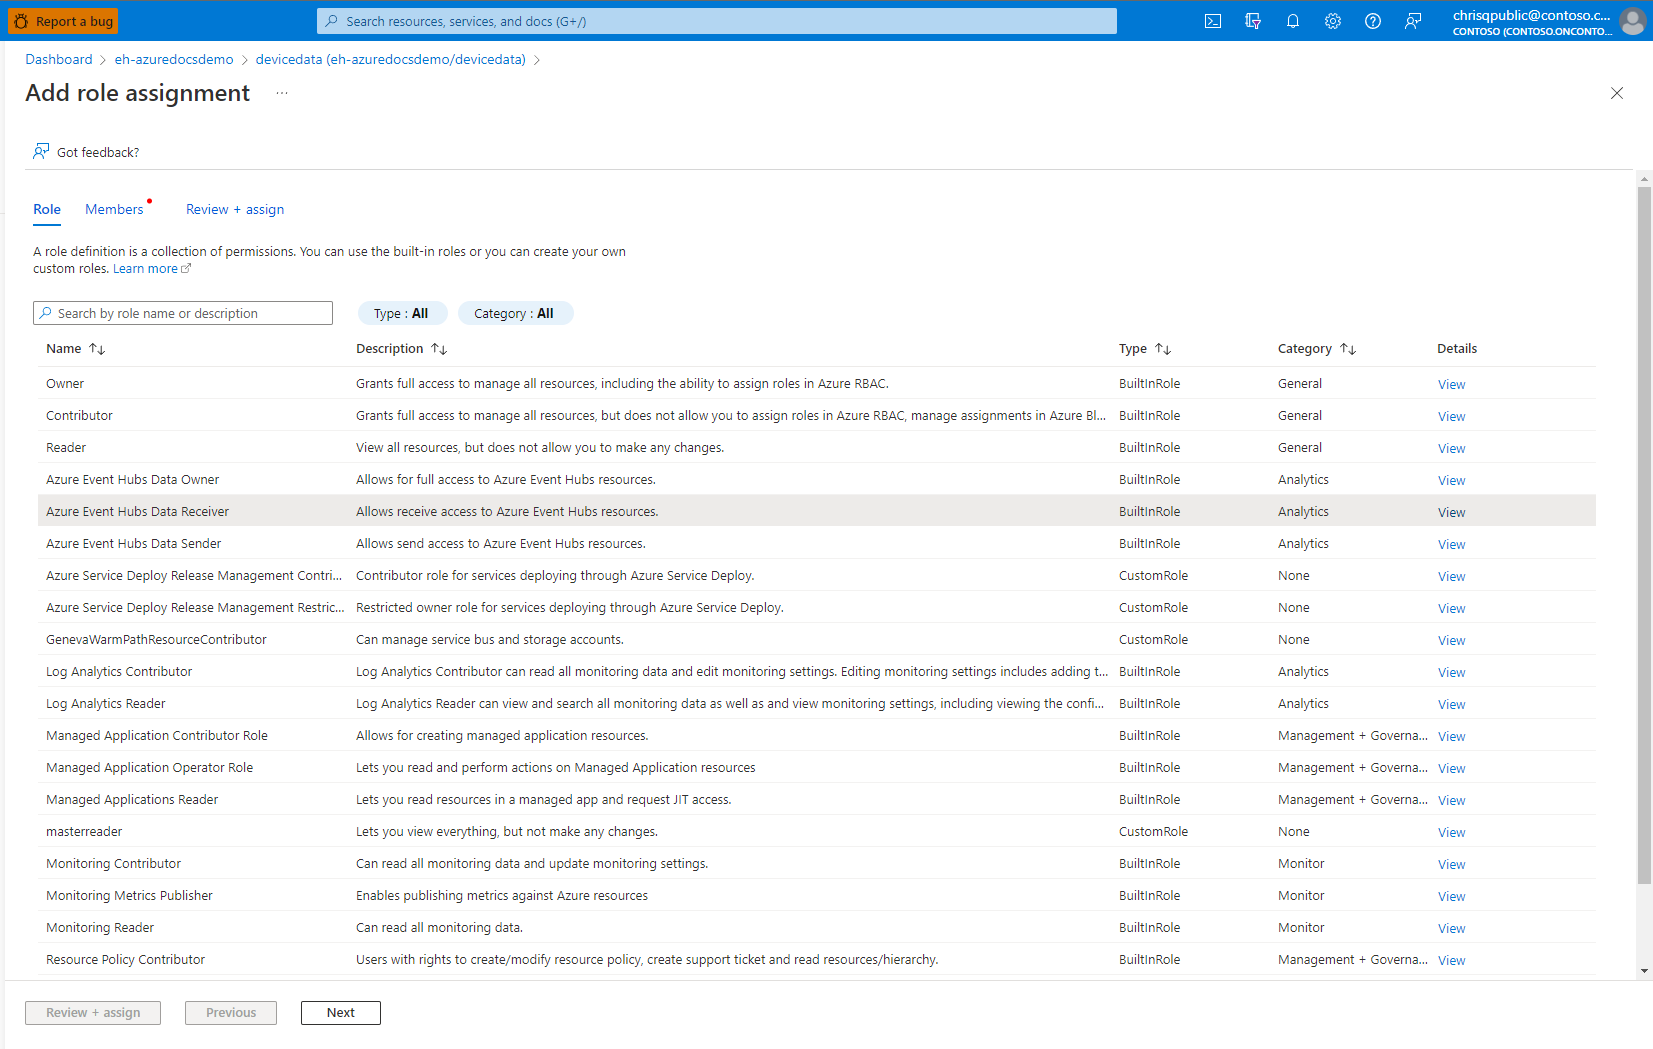 Report a bug
Search resources, services, and docs (G+/)
chrisqpublic@contoso.c...
CONTOSO (CONTOSO.ONCONTO...
Dashboard > eh-azuredocsdemo > devicedata (eh-azuredocsdemo/devicedata) >
Add role assignment ...
Got feedback?
Role Members Review + assign
A role definition is a collection of permissions. You can use the built-in roles or you can create your own
custom roles. Learn more
Search by role name or description Type : All Category : All
Name Description Type Category Details
Owner Grants full access to manage all resources, including the ability to assign roles in Azure RBAC. BuiltInRole General View
Contributor Grants full access to manage all resources, but does not allow you to assign roles in Azure RBAC, manage assignments in Azure Bl... BuiltInRole General View
Reader View all resources, but does not allow you to make any changes. BuiltInRole General View
Azure Event Hubs Data Owner Allows for full access to Azure Event Hubs resources. BuiltInRole Analytics View
Azure Event Hubs Data Receiver Allows receive access to Azure Event Hubs resources. BuiltInRole Analytics View
Azure Event Hubs Data Sender Allows send access to Azure Event Hubs resources. BuiltInRole Analytics View
Azure Service Deploy Release Management Contri... Contributor role for services deploying through Azure Service Deploy. CustomRole None View
Azure Service Deploy Release Management Restric... Restricted owner role for services deploying through Azure Service Deploy. CustomRole None View
GenevaWarmPathResourceContributor Can manage service bus and storage accounts. CustomRole None View
Log Analytics Contributor Log Analytics Contributor can read all monitoring data and edit monitoring settings. Editing monitoring settings includes adding t... BuiltInRole Analytics View
Log Analytics Reader Log Analytics Reader can view and search all monitoring data as well as and view monitoring settings, including viewing the confi... BuiltInRole Analytics View
Managed Application Contributor Role Allows for creating managed application resources. BuiltInRole Management + Governa... View
Managed Application Operator Role Lets you read and perform actions on Managed Application resources BuiltInRole Management + Governa... View
Managed Applications Reader Lets you read resources in a managed app and request JIT access. BuiltInRole Management + Governa... View
masterreader Lets you view everything, but not make any changes. CustomRole None View
Monitoring Contributor Can read all monitoring data and update monitoring settings. BuiltInRole Monitor View
Monitoring Metrics Publisher Enables publishing metrics against Azure resources BuiltInRole Monitor View
Monitoring Reader Can read all monitoring data. BuiltInRole Monitor View
Resource Policy Contributor Users with rights to create/modify resource policy, create support ticket and read resources/hierarchy. BuiltInRole Management + Governa... View
Review + assign Previous Next